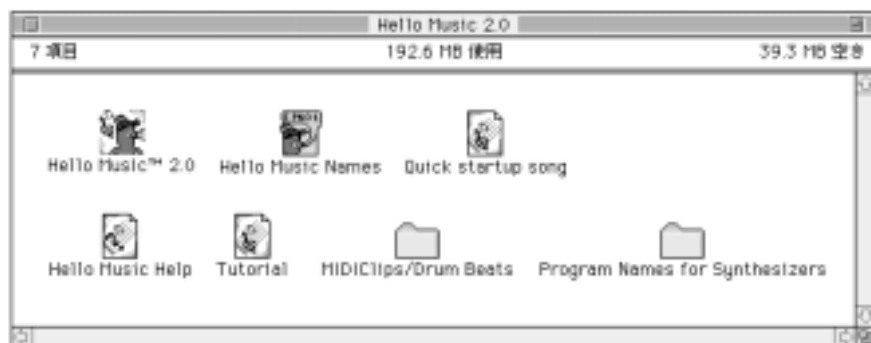 Hello Music 2.0
7 項目 192.6 MB 使用 39.3 MB 空き
Hello Music™ 2.0 Hello Music Names Quick startup song
Hello Music Help Tutorial MIDIClips/Drum Beats Program Names for Synthesizers